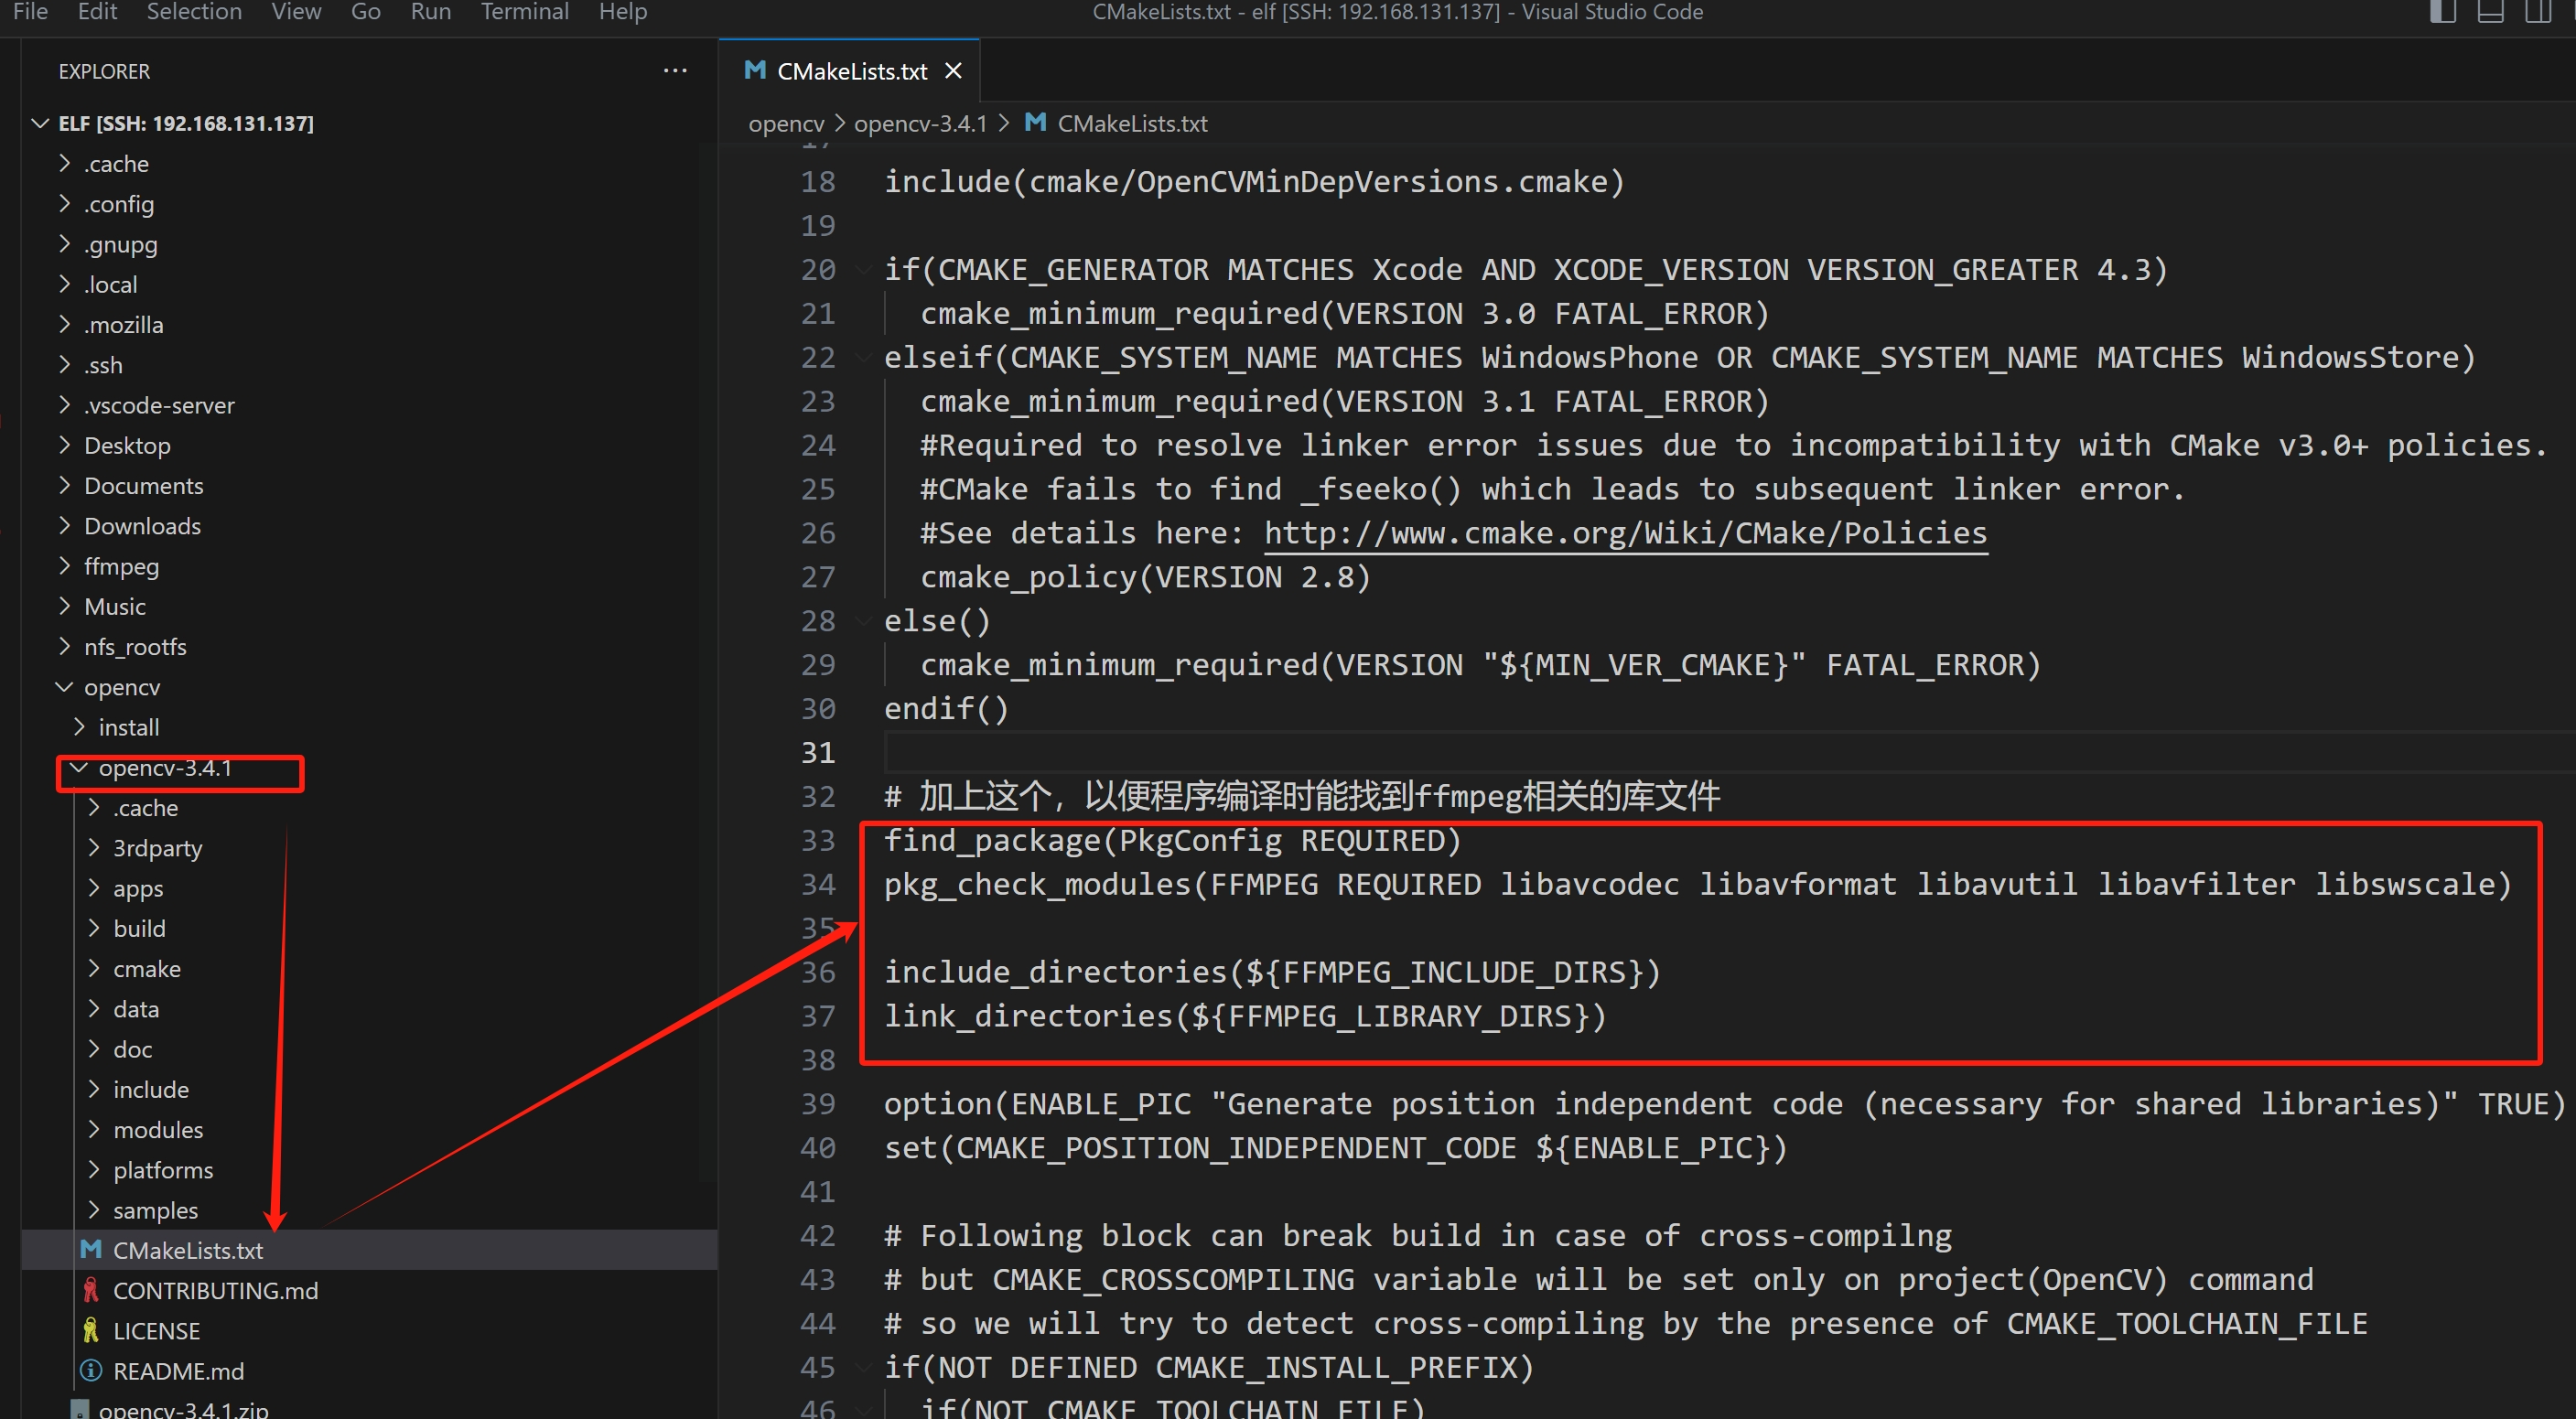 File Edit Selection View Go Run Terminal Help
CMakeLists.txt - elf [SSH: 192.168.131.137] - Visual Studio Code
EXPLORER
ELF [SSH: 192.168.131.137]
.cache
.config
.gnupg
.local
.mozilla
.ssh
.vscode-server
Desktop
Documents
Downloads
ffmpeg
Music
nfs_rootfs
opencv
install
opencv-3.4.1
.cache
3rdparty
apps
build
cmake
data
doc
include
modules
platforms
samples
CMakeLists.txt
CONTRIBUTING.md
LICENSE
README.md
opencv-3.4.1.zip
CMakeLists.txt
opencv > opencv-3.4.1 > CMakeLists.txt
17
18 include(cmake/OpenCVMinDepVersions.cmake)
19
20 if(CMAKE_GENERATOR MATCHES Xcode AND XCODE_VERSION VERSION_GREATER 4.3)
21 cmake_minimum_required(VERSION 3.0 FATAL_ERROR)
22 elseif(CMAKE_SYSTEM_NAME MATCHES WindowsPhone OR CMAKE_SYSTEM_NAME MATCHES WindowsStore)
23 cmake_minimum_required(VERSION 3.1 FATAL_ERROR)
24 #Required to resolve linker error issues due to incompatibility with CMake v3.0+ policies.
25 #CMake fails to find _fseeko() which leads to subsequent linker error.
26 #See details here: http://www.cmake.org/Wiki/CMake/Policies
27 cmake_policy(VERSION 2.8)
28 else()
29 cmake_minimum_required(VERSION "${MIN_VER_CMAKE}" FATAL_ERROR)
30 endif()
31
32 # 加上这个，以便程序编译时能找到ffmpeg相关的库文件
33 find_package(PkgConfig REQUIRED)
34 pkg_check_modules(FFMPEG REQUIRED libavcodec libavformat libavutil libavfilter libswscale)
35
36 include_directories(${FFMPEG_INCLUDE_DIRS})
37 link_directories(${FFMPEG_LIBRARY_DIRS})
38
39 option(ENABLE_PIC "Generate position independent code (necessary for shared libraries)" TRUE)
40 set(CMAKE_POSITION_INDEPENDENT_CODE ${ENABLE_PIC})
41
42 # Following block can break build in case of cross-compilng
43 # but CMAKE_CROSSCOMPILING variable will be set only on project(OpenCV) command
44 # so we will try to detect cross-compiling by the presence of CMAKE_TOOLCHAIN_FILE
45 if(NOT DEFINED CMAKE_INSTALL_PREFIX)
46 if(NOT CMAKE_TOOLCHAIN_FILE)